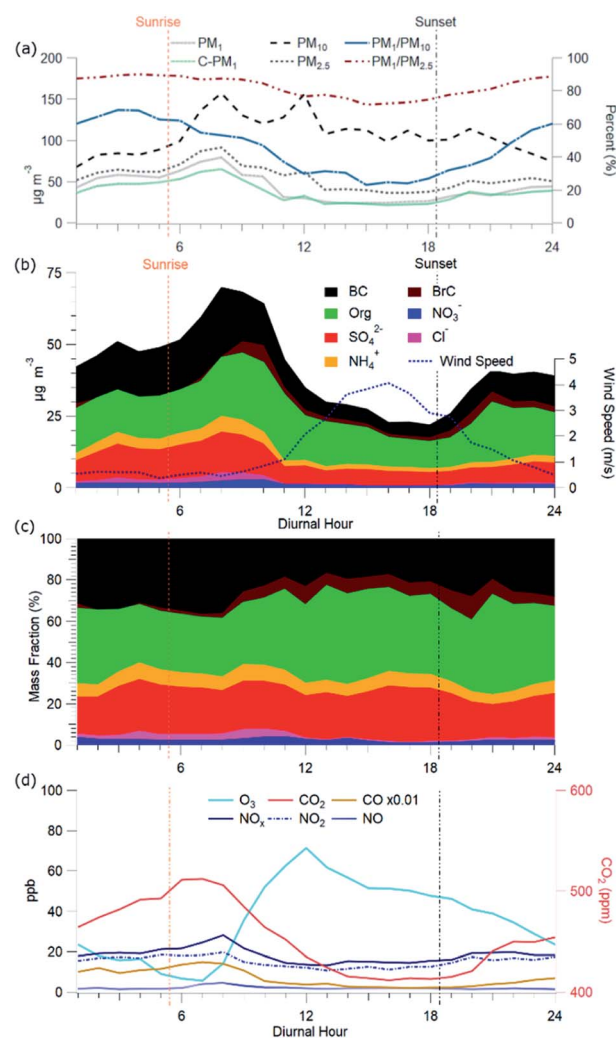 Sunrise Sunset
(a) PM1 PM10 PM1/PM10
C-PM1 PM2.5 PM1/PM2.5
200 100
150 80
100 60
50 40
0 20
0
µg m⁻³
Percent (%)
6 12 18 24
(b) Sunrise Sunset
75
50
25
0
µg m⁻³
BC BrC
Org NO₃⁻
SO₄²⁻ Cl⁻
NH₄⁺ Wind Speed
5
4
3
2
1
0
Wind Speed (m/s)
6 12 18 24
Diurnal Hour
(c)
100
80
60
40
20
0
Mass Fraction (%)
6 12 18 24
(d)
100
80
60
40
20
0
ppb
O₃ CO₂ CO x0.01
NOₓ NO₂ NO
600
500
400
CO₂ (ppm)
6 12 18 24
Diurnal Hour